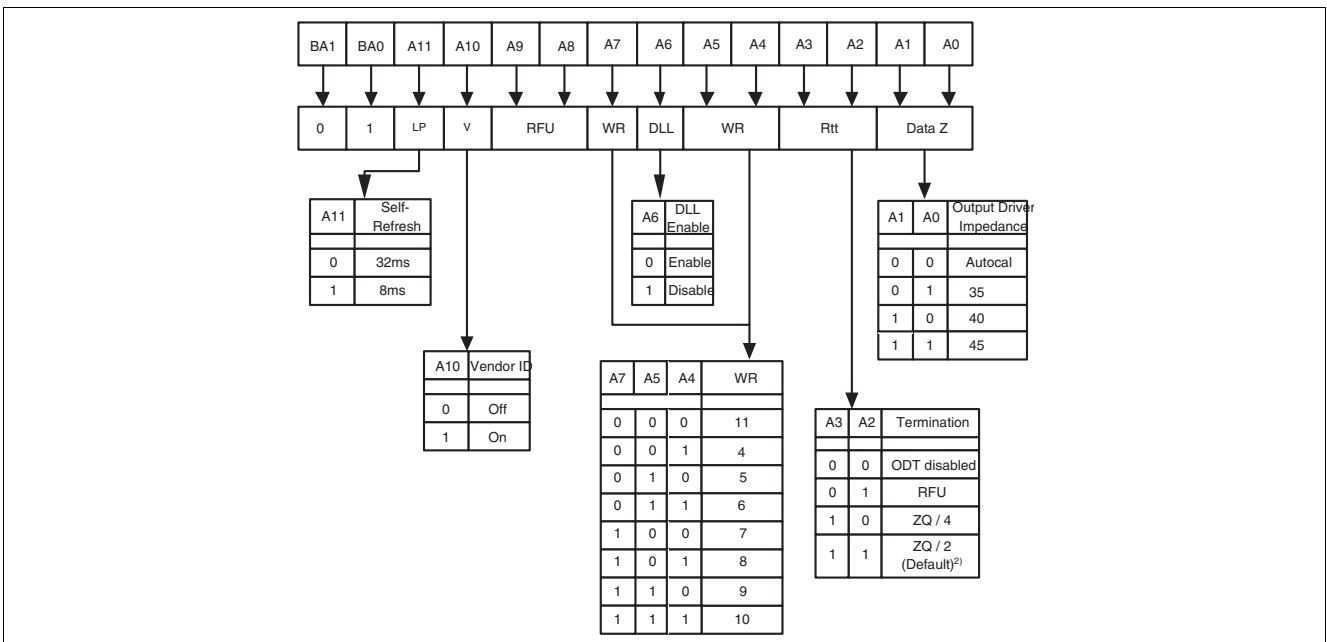 BA1 BA0 A11 A10 A9 A8 A7 A6 A5 A4 A3 A2 A1 A0
0 1 LP V RFU WR DLL WR Rtt Data Z
A11 Self-Refresh
0 32ms
1 8ms
A10 Vendor ID
0 Off
1 On
A6 DLL Enable
0 Enable
1 Disable
A7 A5 A4 WR
0 0 0 11
0 0 1 4
0 1 0 5
0 1 1 6
1 0 0 7
1 0 1 8
1 1 0 9
1 1 1 10
A3 A2 Termination
0 0 ODT disabled
0 1 RFU
1 0 ZQ / 4
1 1 ZQ / 2 (Default)2)
A1 A0 Output Driver Impedance
0 0 Autocal
0 1 35
1 0 40
1 1 45